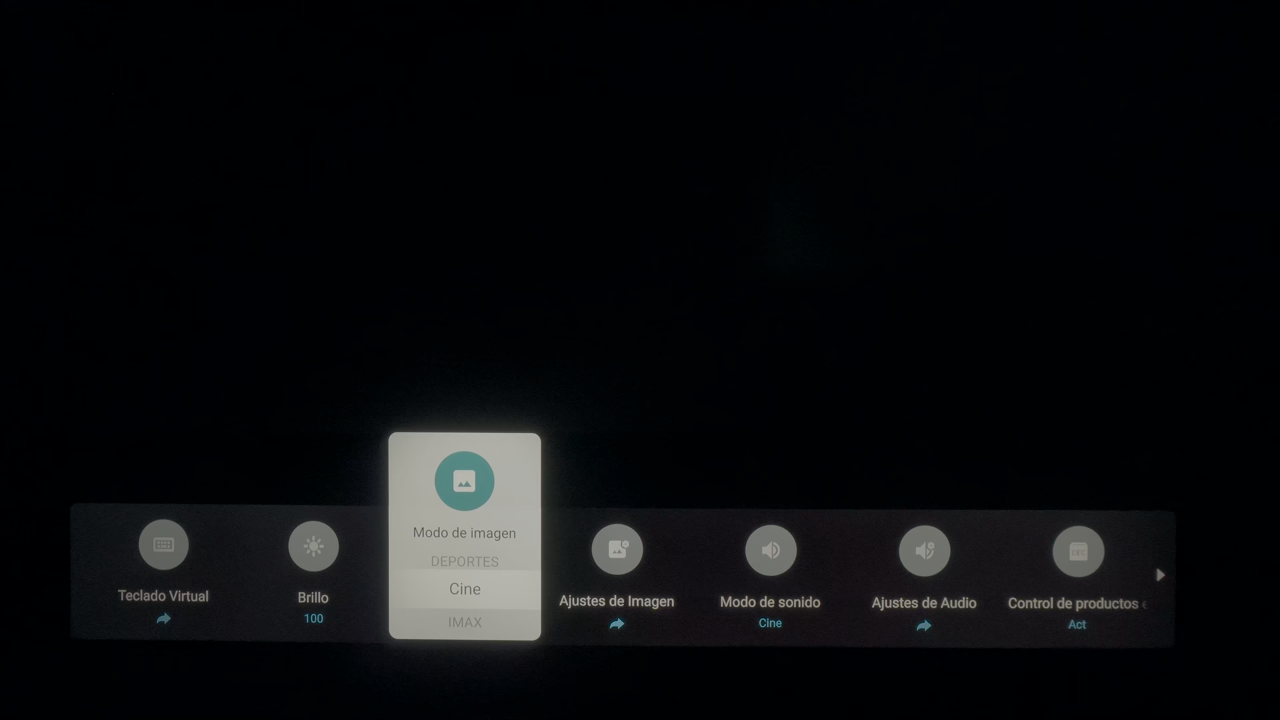 Modo de imagen
DEPORTES
Cine
IMAX
Teclado Virtual
Brillo
100
Ajustes de Imagen
Modo de sonido
Cine
Ajustes de Audio
Control de productos
Act
CEC